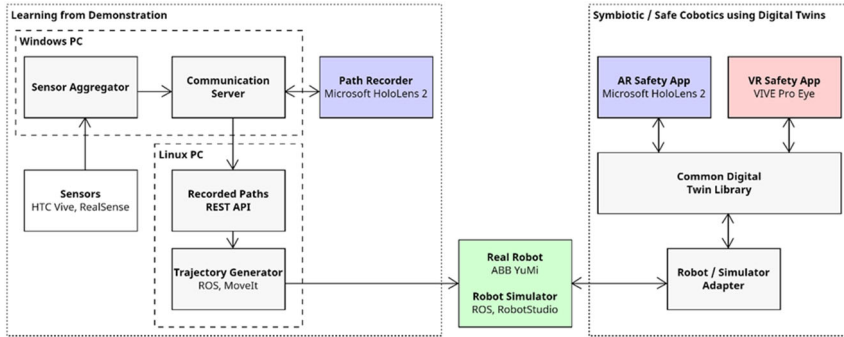 Learning from Demonstration
Windows PC
Sensor Aggregator
Communication
Server
Path Recorder
Microsoft HoloLens 2
Sensors
HTC Vive, RealSense
Linux PC
Recorded Paths
REST API
Trajectory Generator
ROS, MoveIt
Real Robot
ABB YuMi
Robot Simulator
ROS, RobotStudio
Symbiotic / Safe Cobotics using Digital Twins
AR Safety App
Microsoft HoloLens 2
VR Safety App
VIVE Pro Eye
Common Digital
Twin Library
Robot / Simulator
Adapter